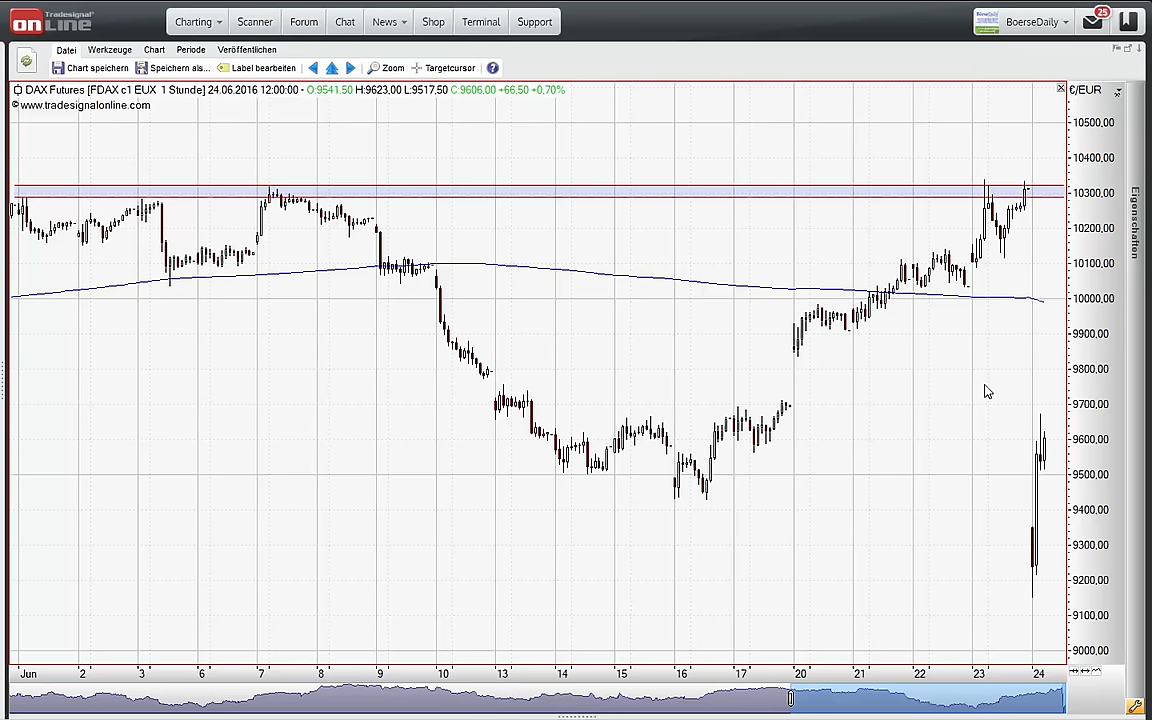 Tradesignal
on LINE
Charting Scanner Forum Chat News Shop Terminal Support
BoerseDaily
25
Datei Werkzeuge Chart Periode Veröffentlichen
Chart speichern Speichern als... Label bearbeiten Zoom Targetcursor ?
DAX Futures [FDAX c1 EUX 1 Stunde] 24.06.2016 12:00:00 - O:9541.50 H:9623,00 L:9517,50 C:9606,00 +66,50 +0,70%
© www.tradesignalonline.com
€/EUR
10500,00
10400,00
10300,00
10200,00
10100,00
10000,00
9900,00
9800,00
9700,00
9600,00
9500,00
9400,00
9300,00
9200,00
9100,00
9000,00
Eigenschaften
Jun 2 3 6 7 8 9 10 13 14 15 16 17 20 21 22 23 24